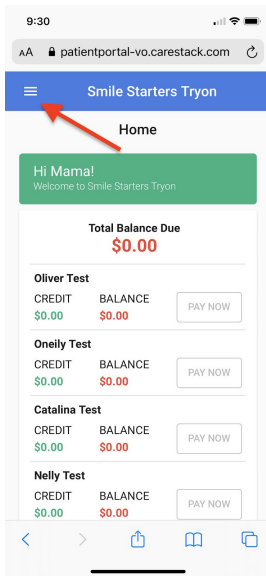 9:30
AA patientportal-vo.carestack.com
Smile Starters Tryon
Home
Hi Mama!
Welcome to Smile Starters Tryon
Total Balance Due
$0.00
Oliver Test
CREDIT BALANCE
$0.00 $0.00 PAY NOW
Oneily Test
CREDIT BALANCE
$0.00 $0.00 PAY NOW
Catalina Test
CREDIT BALANCE
$0.00 $0.00 PAY NOW
Nelly Test
CREDIT BALANCE
$0.00 $0.00 PAY NOW